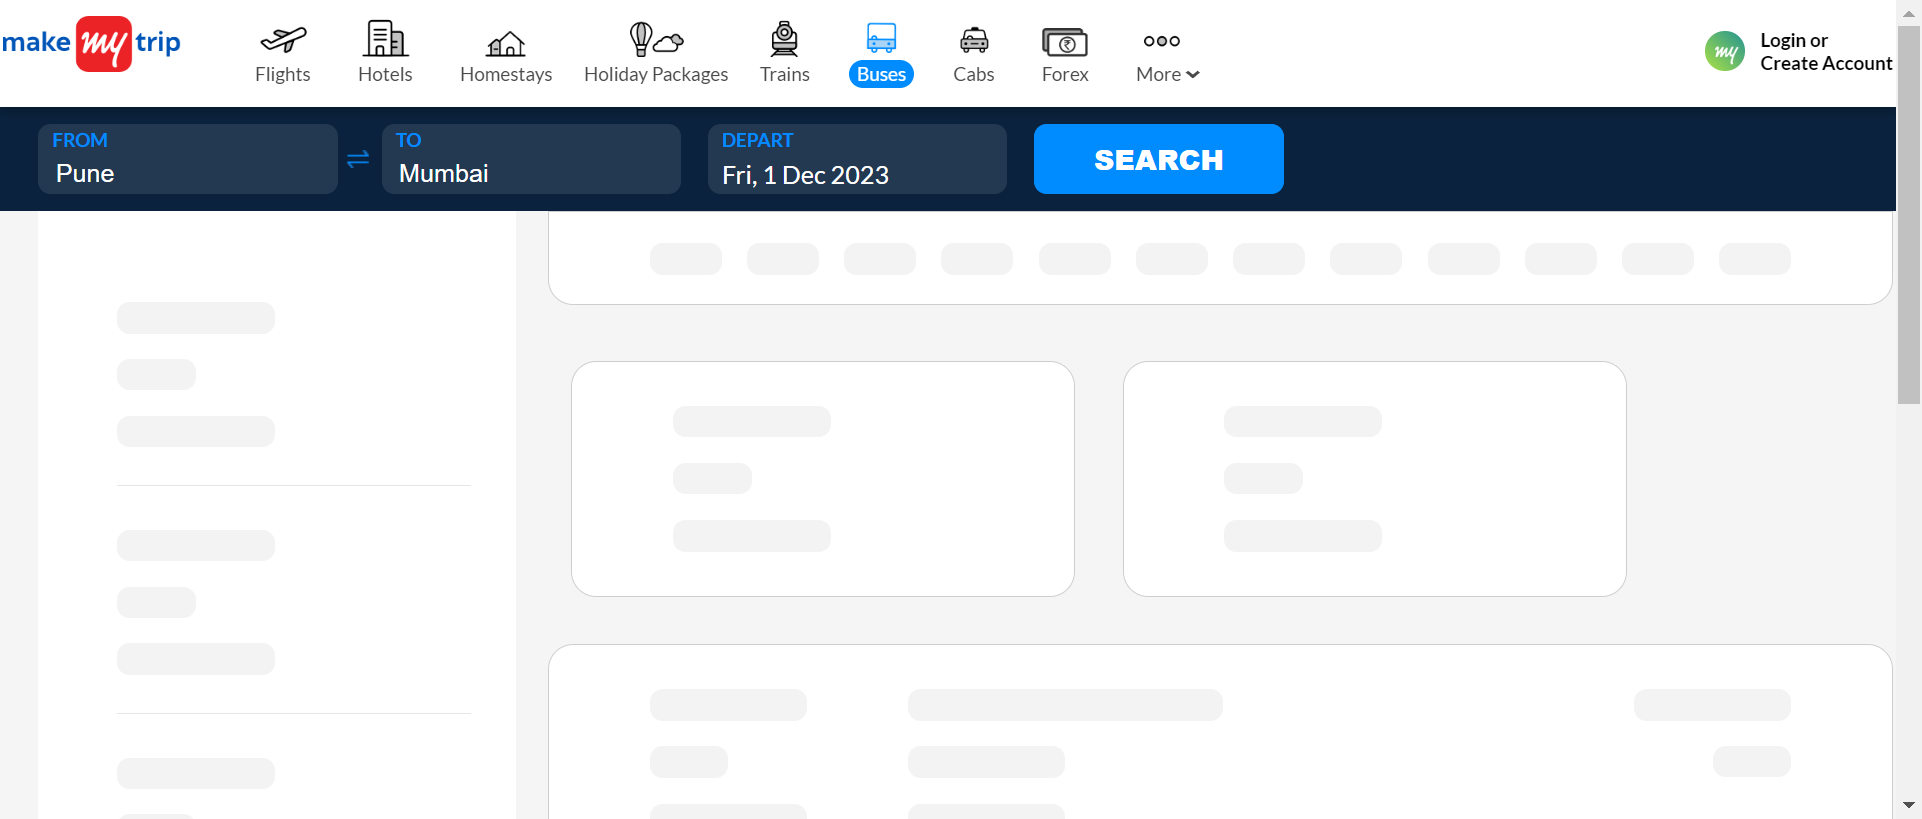 make my trip
Flights
Hotels
Homestays
Holiday Packages
Trains
Buses
Cabs
Forex
More
my
Login or
Create Account
FROM
Pune
TO
Mumbai
DEPART
Fri, 1 Dec 2023
SEARCH